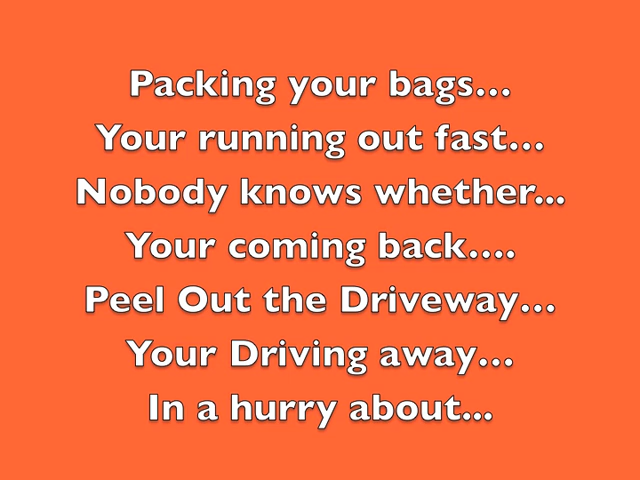 Packing your bags...
Your running out fast...
Nobody knows whether...
Your coming back....
Peel Out the Driveway...
Your Driving away...
In a hurry about...